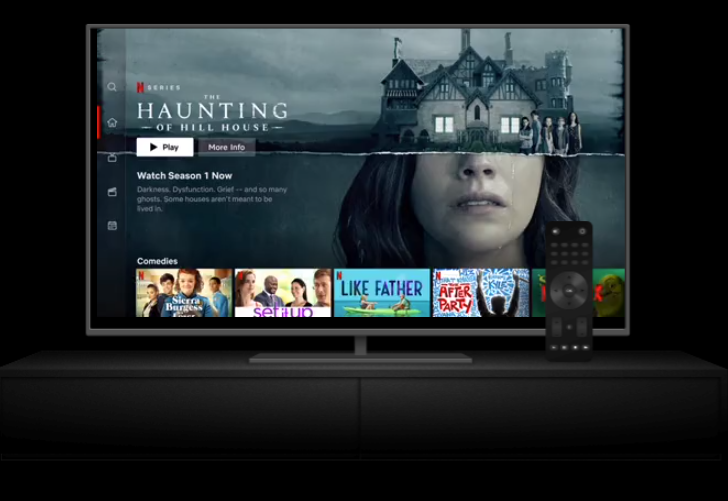 N SERIES
THE
HAUNTING
OF HILL HOUSE
Play
More Info
Watch Season 1 Now
Darkness. Dysfunction. Grief -- and so many
ghosts. Some houses aren't meant to be
lived in.
Comedies
N
Sierra
Burgess
set it up
N
LIKE FATHER
THE
AFTER
PARTY